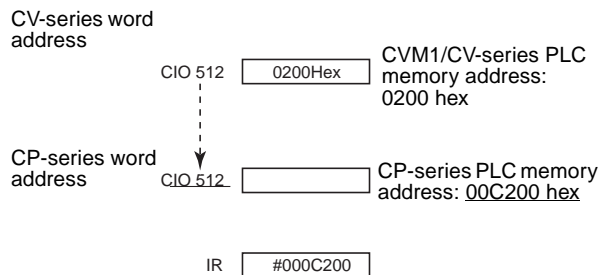 CV-series word
address
CIO 512
0200Hex
CVM1/CV-series PLC
memory address:
0200 hex
CP-series word
address
CIO 512
CP-series PLC memory
address: 00C200 hex
IR
#000C200